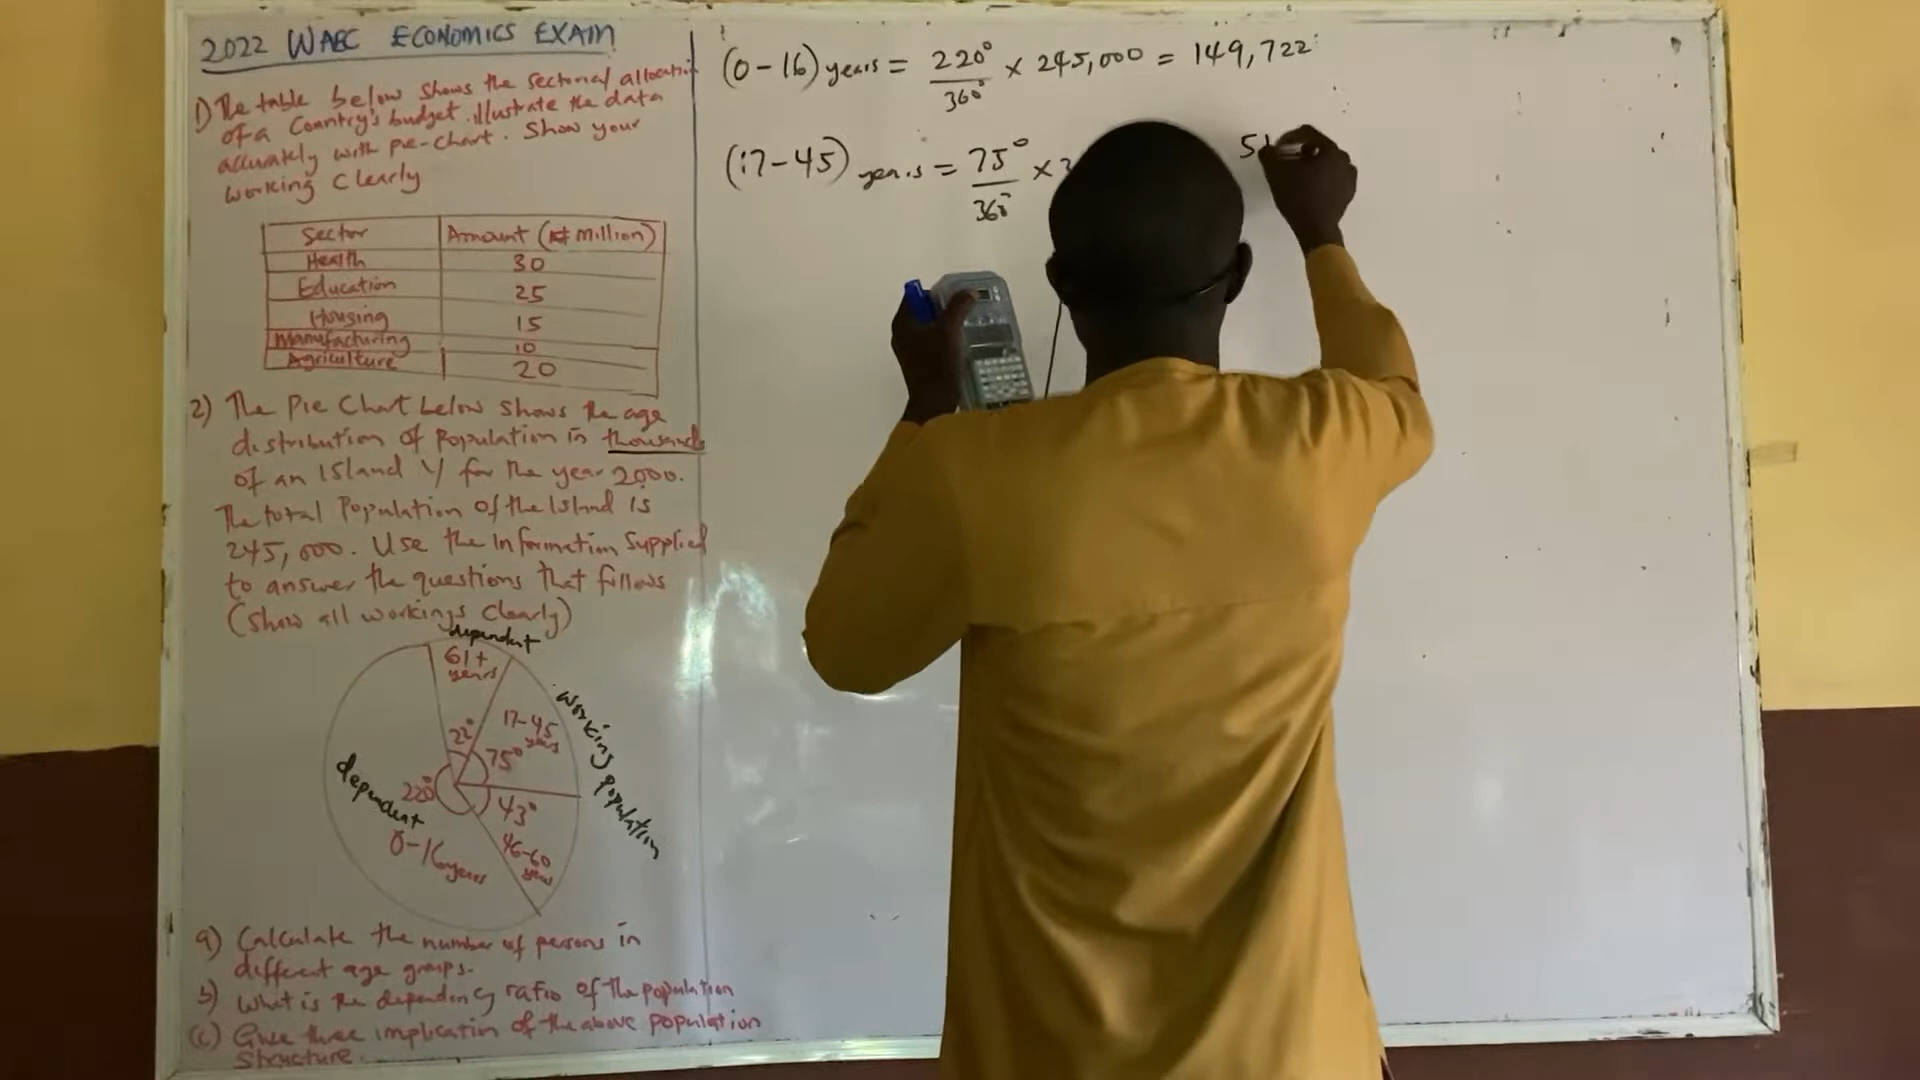 2022 WAEC ECONOMICS EXAM
1) The table below shows the sectorial allocation
of a Country's budget. illustrate the data
accurately with pie-chart. Show your
working Clearly
Sector Amount (₦ Million)
Health 30
Education 25
Housing 15
Manufacturing 10
Agriculture 20
2) The Pie Chart below shows the age
distribution of Population in thousands
of an Island Y for the year 2000.
The total Population of the Island is
245,000. Use the Information Supplied
to answer the questions that follows
(Show all workings Clearly)
dependent
61+
years
22°
17-45
years
75°
working population
dependent
220°
0-16years
43°
46-60
years
a) Calculate the number of persons in
different age groups.
b) What is the dependency ratio of the population
(c) Give three implication of the above population
structure.
(0-16) years = 220°/360° × 245,000 = 149,722
(17-45) years = 75°/360° ×